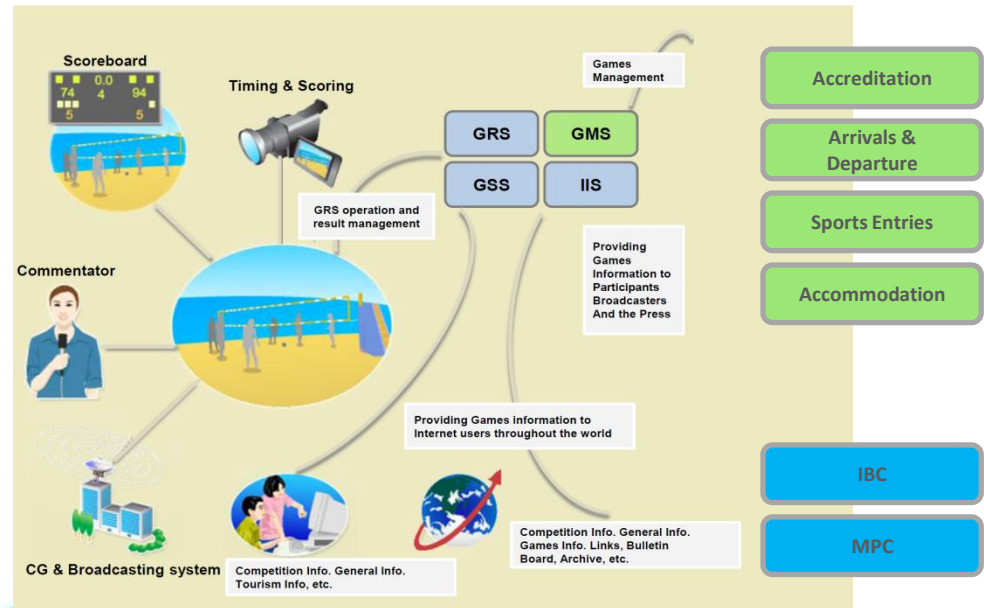 Scoreboard
0.0
74
4
94
5
5
Timing & Scoring
Games
Management
GRS
GMS
GSS
IIS
GRS operation and
result management
Providing
Games
Information to
Participants
Broadcasters
And the Press
Commentator
Providing Games information to
Internet users throughout the world
CG & Broadcasting system
Competition Info. General Info.
Tourism Info, etc.
Competition Info. General Info.
Games Info. Links, Bulletin
Board, Archive, etc.
Accreditation
Arrivals &
Departure
Sports Entries
Accommodation
IBC
MPC